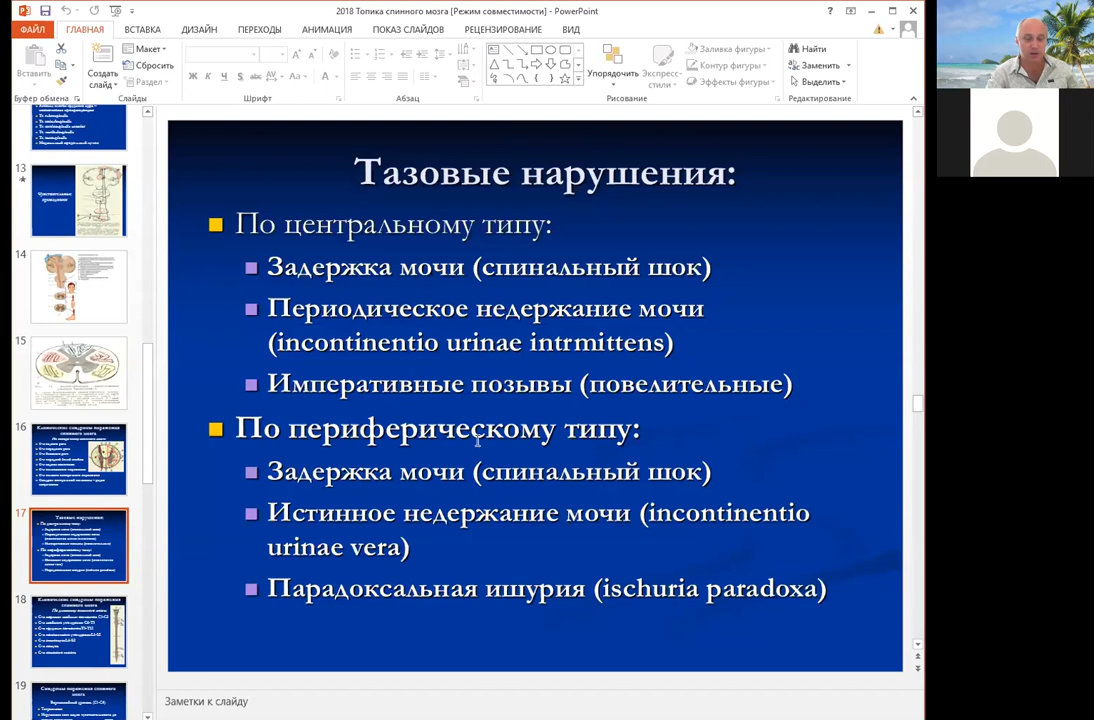 2018 Топика спинного мозга [Режим совместимости] - PowerPoint
ФАЙЛ ГЛАВНАЯ ВСТАВКА ДИЗАЙН ПЕРЕХОДЫ АНИМАЦИЯ ПОКАЗ СЛАЙДОВ РЕЦЕНЗИРОВАНИЕ ВИД
Вставить
Создать слайд
Макет
Сбросить
Раздел
Упорядочить
Экспресс-стили
Заливка фигуры
Контур фигуры
Эффекты фигуры
Найти
Заменить
Выделить
Буфер обмена Слайды Шрифт Абзац Рисование Редактирование
13
14
15
16
17
18
19
Тазовые нарушения:
По центральному типу:
Задержка мочи (спинальный шок)
Периодическое недержание мочи
(incontinentio urinae intrmittens)
Императивные позывы (повелительные)
По периферическому типу:
Задержка мочи (спинальный шок)
Истинное недержание мочи (incontinentio
urinae vera)
Парадоксальная ишурия (ischuria paradoxa)
Заметки к слайду